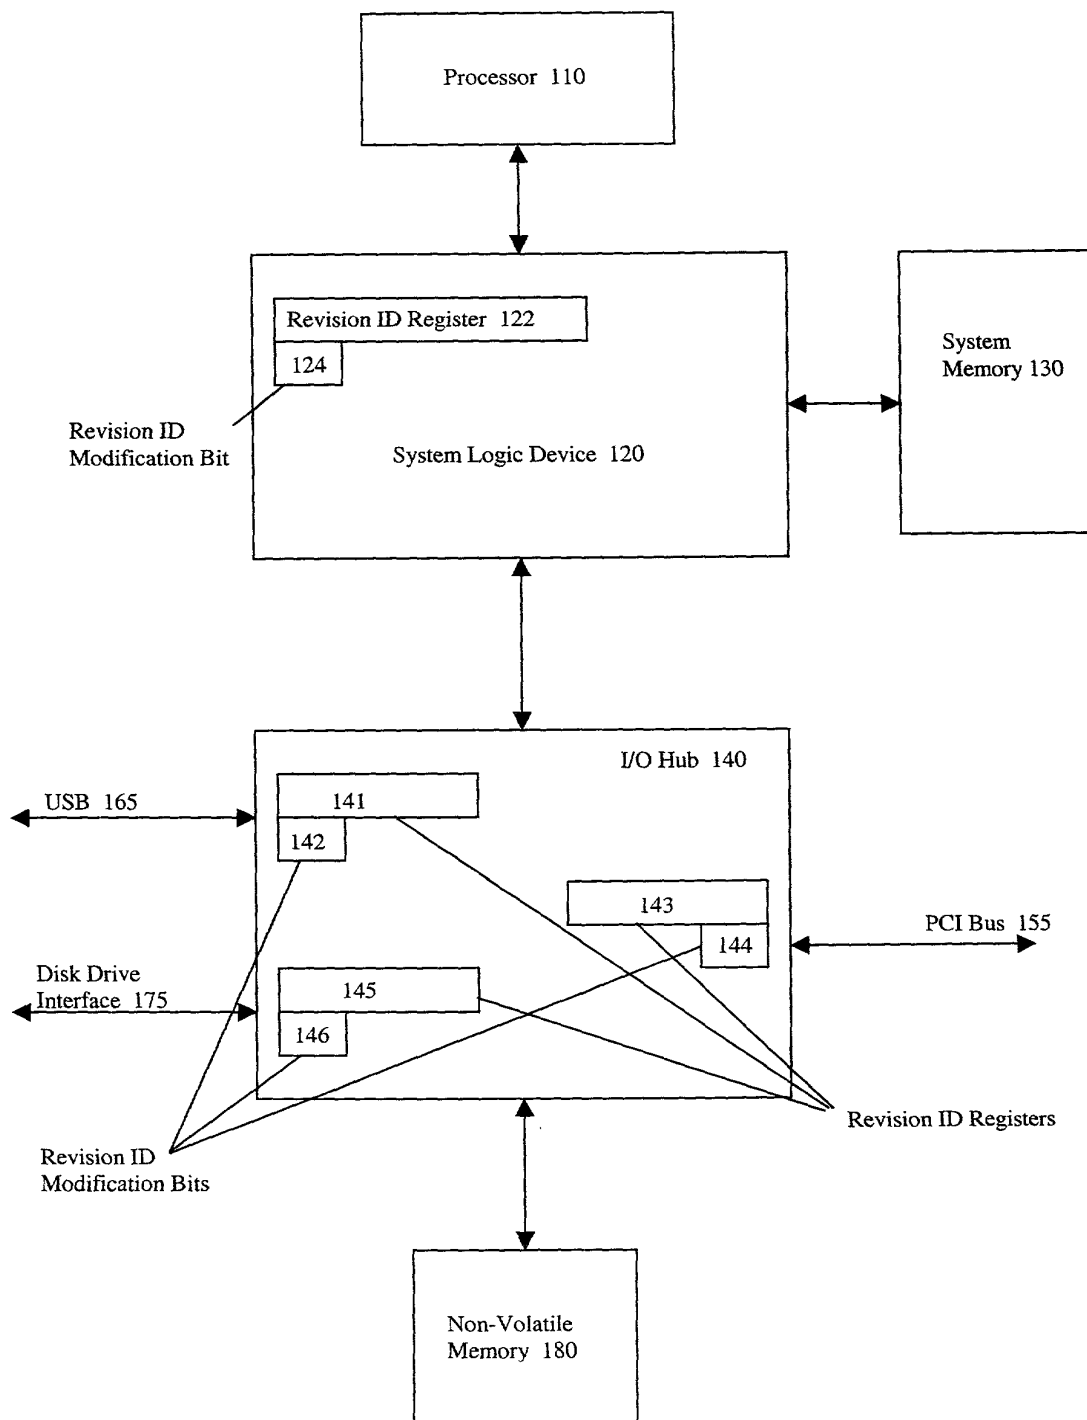 Processor 110
Revision ID Register 122
124
Revision ID
Modification Bit
System Logic Device 120
System
Memory 130
I/O Hub 140
USB 165
141
142
143
144
PCI Bus 155
Disk Drive
Interface 175
145
146
Revision ID Registers
Revision ID
Modification Bits
Non-Volatile
Memory 180